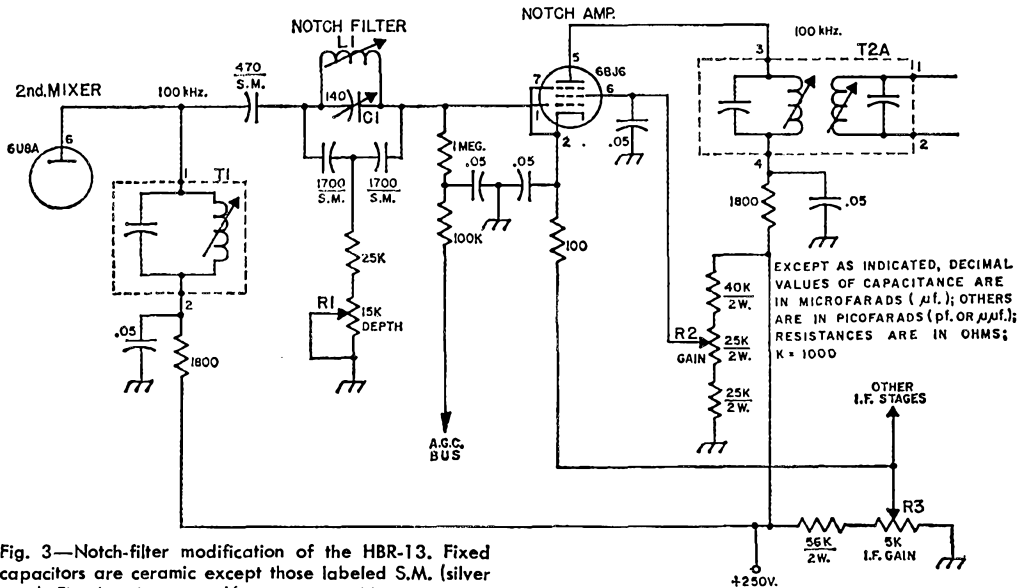 NOTCH AMP.
NOTCH FILTER
L1
100 kHz.
T2A
3
5
1
470
S.M.
2nd. MIXER
100 kHz.
140
C1
7
1
6BJ6
6
.05
2
6U8A
6
1
T1
1 MEG.
.05
.05
2
4
1700
S.M.
1700
S.M.
1800
.05
100K
100
25K
R1
15K
DEPTH
2
.05
1800
40K
2W.
R2
GAIN
25K
2W.
25K
2W.
EXCEPT AS INDICATED, DECIMAL
VALUES OF CAPACITANCE ARE
IN MICROFARADS ( µf.); OTHERS
ARE IN PICOFARADS (pf. OR µµf.);
RESISTANCES ARE IN OHMS;
K = 1000
OTHER
I.F. STAGES
A.G.C.
BUS
R3
56K
2W.
5K
I.F. GAIN
+250V.
Fig. 3—Notch-filter modification of the HBR-13. Fixed
capacitors are ceramic except those labeled S.M. (silver